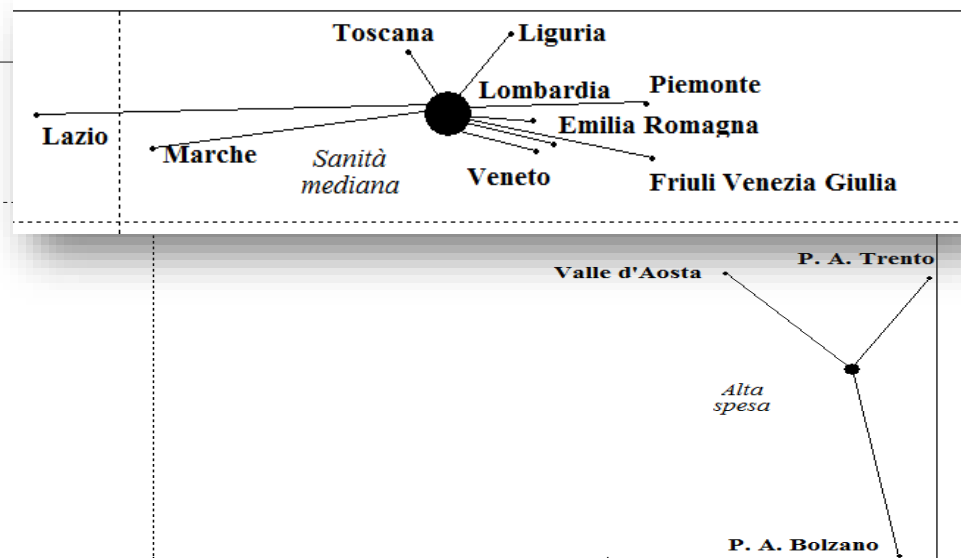 Toscana
Liguria
Lombardia
Piemonte
Emilia Romagna
Lazio
Marche
Sanità
mediana
Veneto
Friuli Venezia Giulia
Valle d'Aosta
P. A. Trento
Alta
spesa
P. A. Bolzano